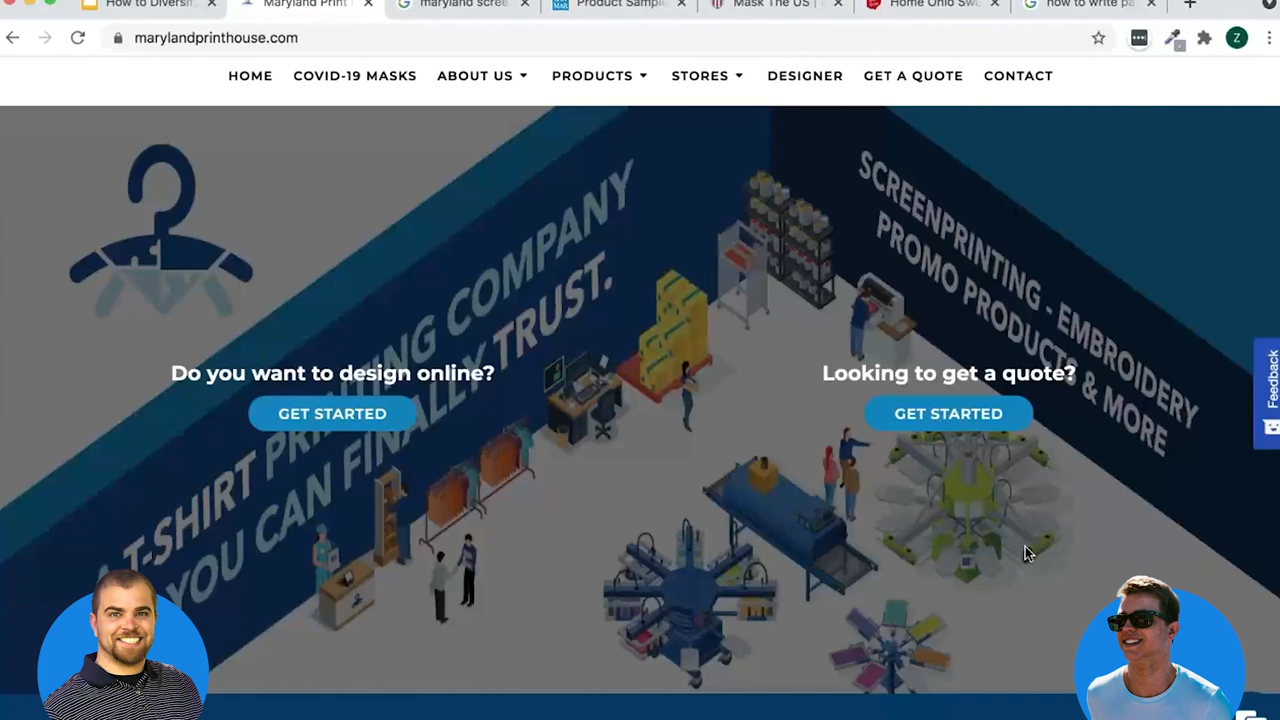 How to Diversif
Maryland Print
maryland scree
Product Sampl
Mask The US |
Home Ohio Swa
how to write pa
marylandprinthouse.com
Z
HOME COVID-19 MASKS ABOUT US PRODUCTS STORES DESIGNER GET A QUOTE CONTACT
A T-SHIRT PRINTING COMPANY
YOU CAN FINALLY TRUST.
SCREENPRINTING - EMBROIDERY
PROMO PRODUCTS & MORE
Do you want to design online?
GET STARTED
Looking to get a quote?
GET STARTED
Feedback